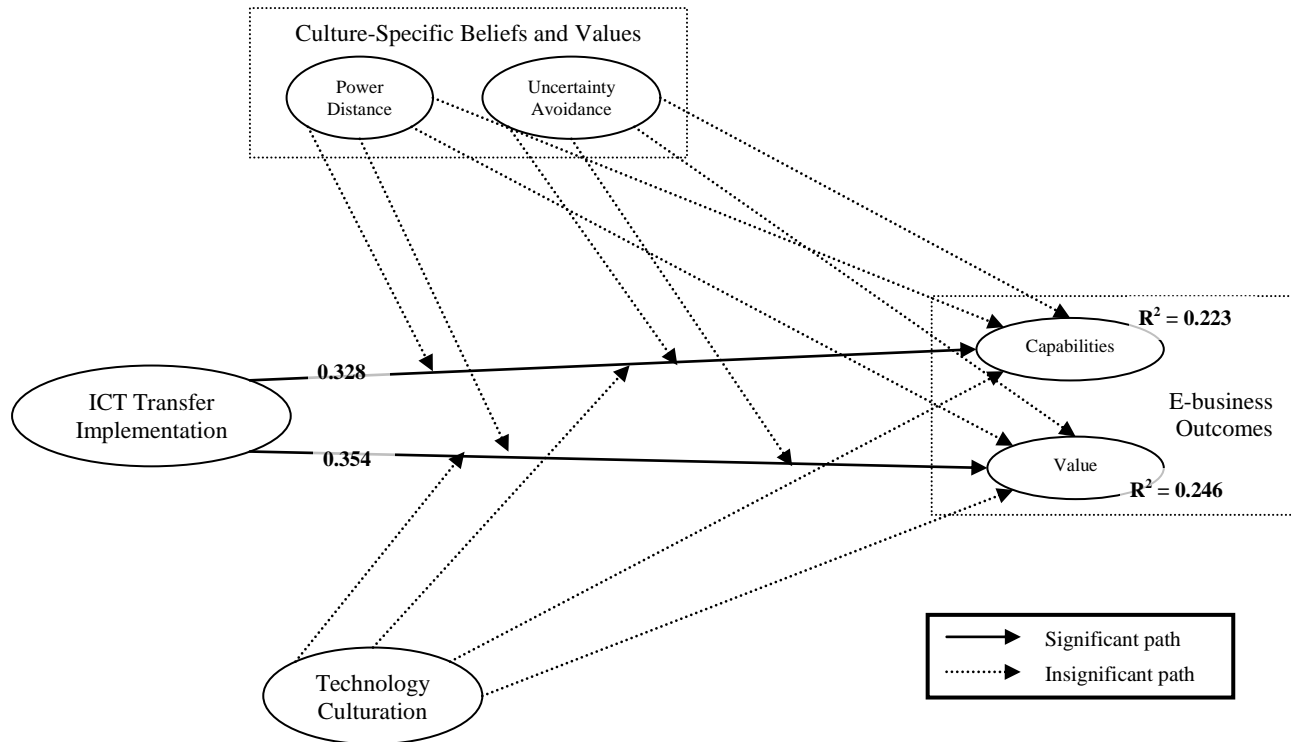 Culture-Specific Beliefs and Values
Power
Distance
Uncertainty
Avoidance
R² = 0.223
Capabilities
0.328
ICT Transfer
Implementation
E-business
Outcomes
0.354
Value
R² = 0.246
Significant path
Insignificant path
Technology
Culturation